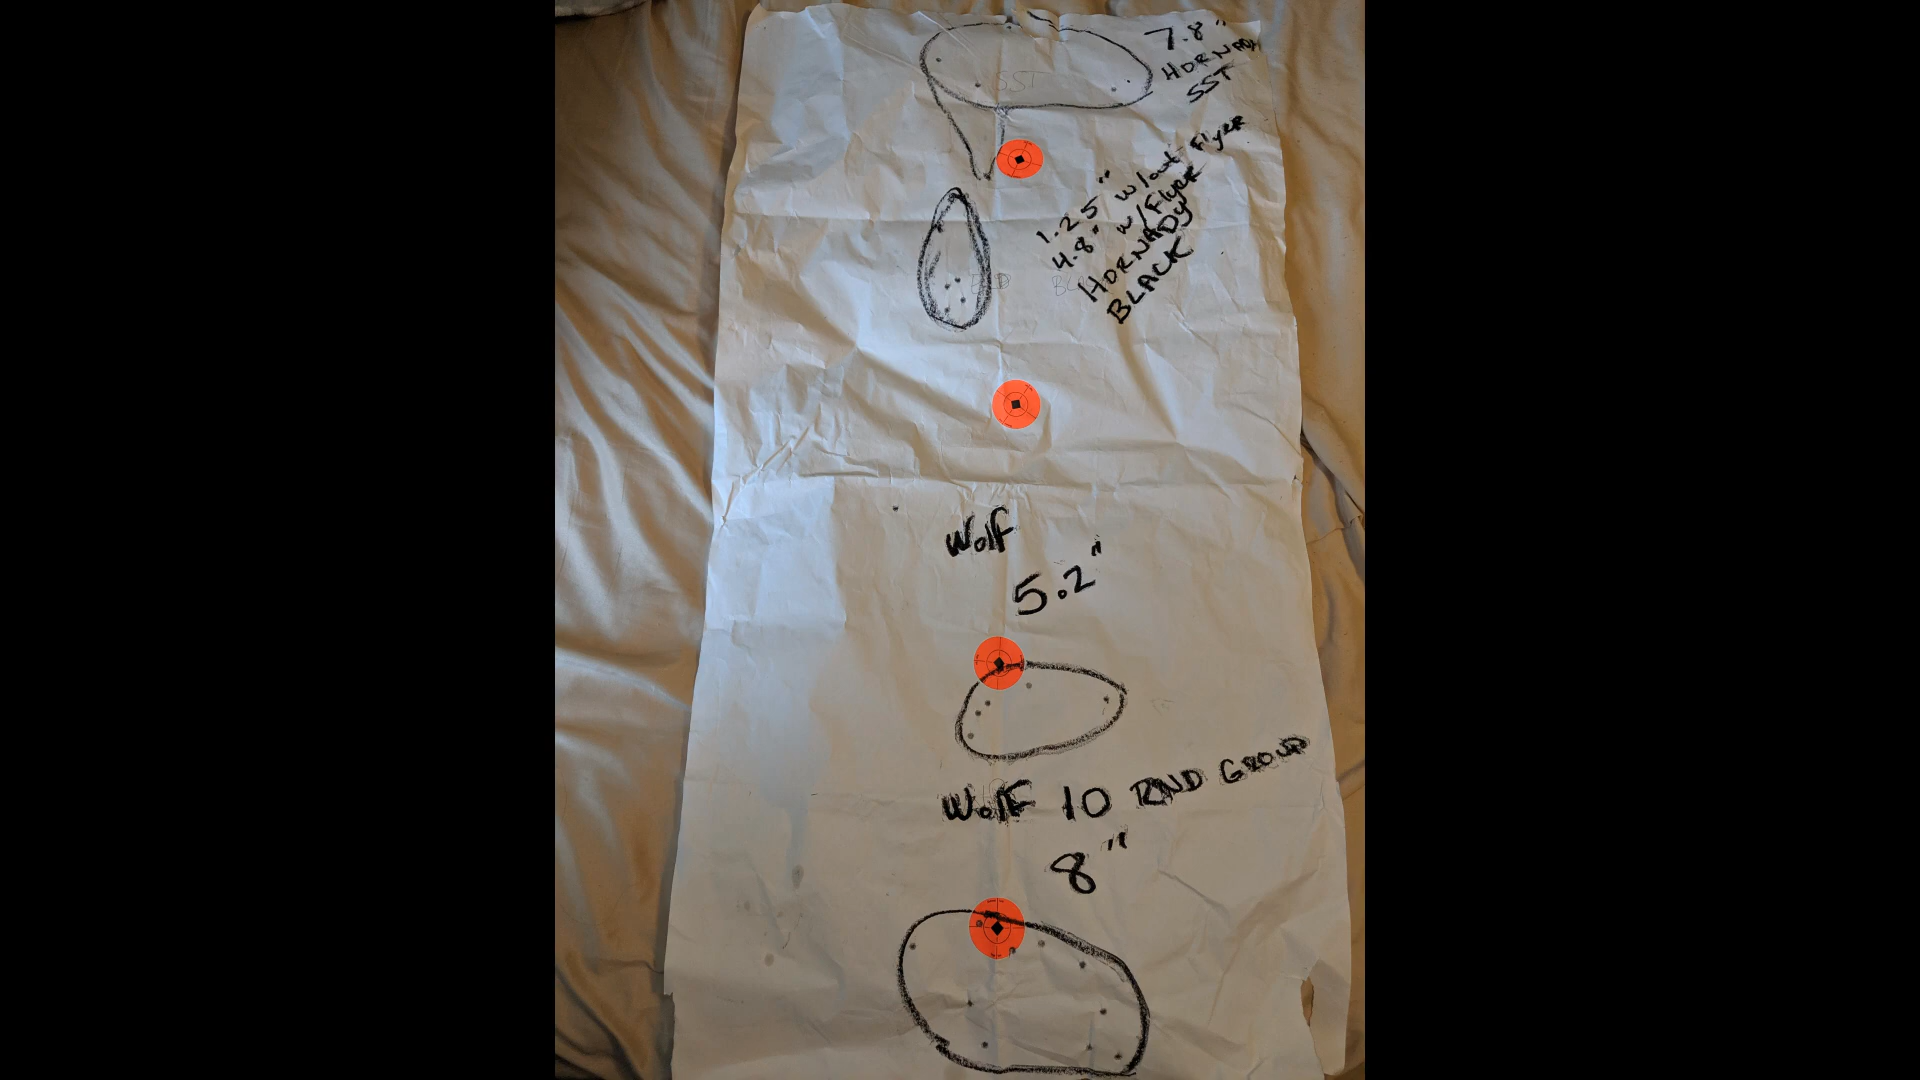 7.8"
HORNADY
SST
SST
1.25" w/out Flyer
4.8" w/Flyer
HORNADY
BLACK
Wolf
5.2"
Wolf 10 RND GROUP
8"